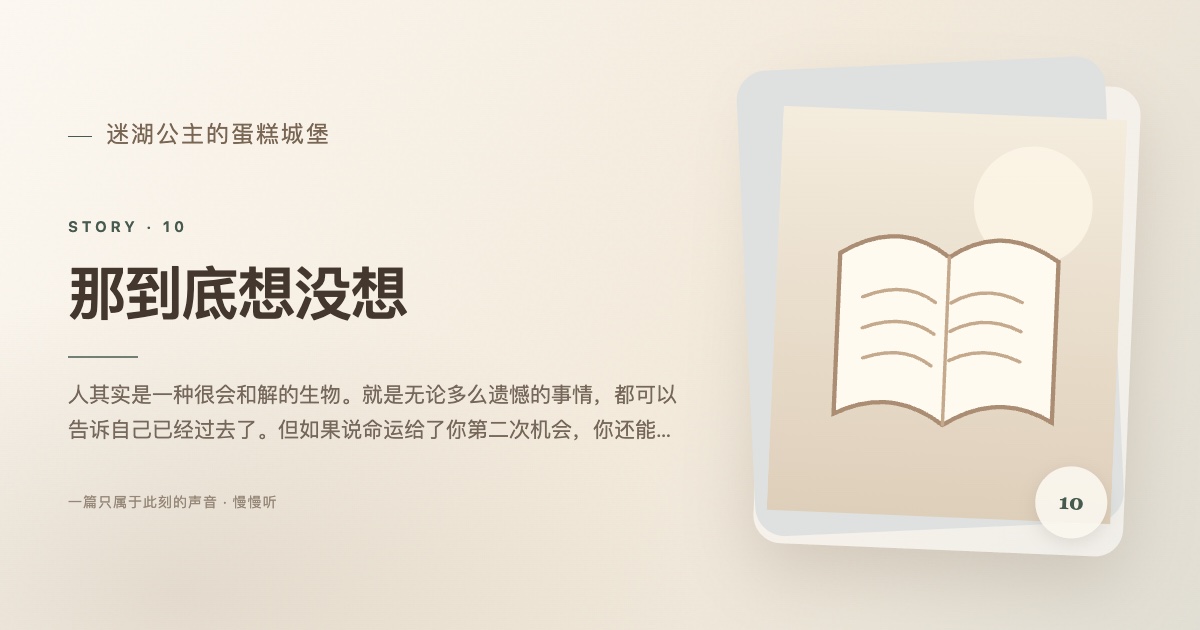 迷湖公主的蛋糕城堡
STORY · 10
那到底想没想
人其实是一种很会和解的生物。就是无论多么遗憾的事情，都可以
告诉自己已经过去了。但如果说命运给了你第二次机会，你还能...
一篇只属于此刻的声音 · 慢慢听
10